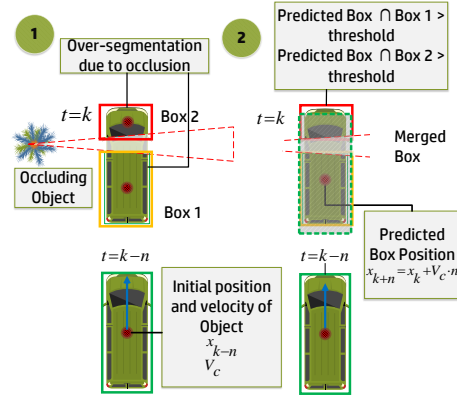 1
Over-segmentation
due to occlusion
t=k
Box 2
Occluding
Object
Box 1
t=k−n
Initial position
and velocity of
Object
x_{k−n}
V_c
2
Predicted Box ∩ Box 1 >
threshold
Predicted Box ∩ Box 2 >
threshold
t=k
Merged
Box
Predicted
Box Position
x_{k+n}=x_k+V_c·n
t=k−n